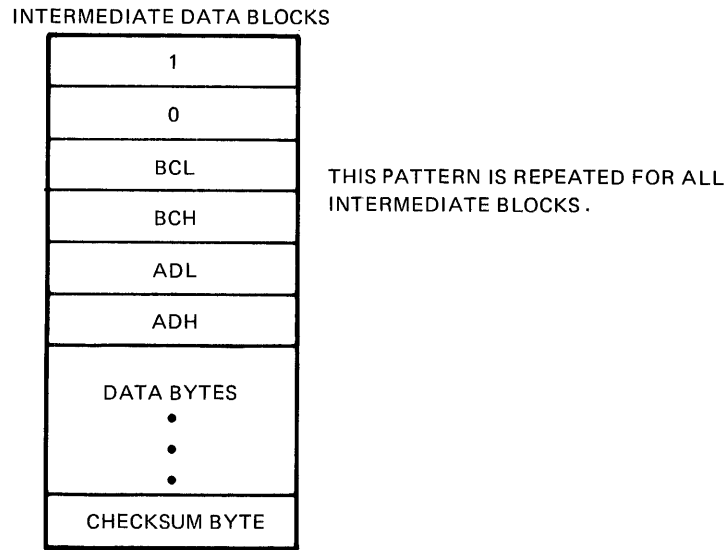 INTERMEDIATE DATA BLOCKS
1
0
BCL
BCH
ADL
ADH
DATA BYTES
CHECKSUM BYTE
THIS PATTERN IS REPEATED FOR ALL
INTERMEDIATE BLOCKS.